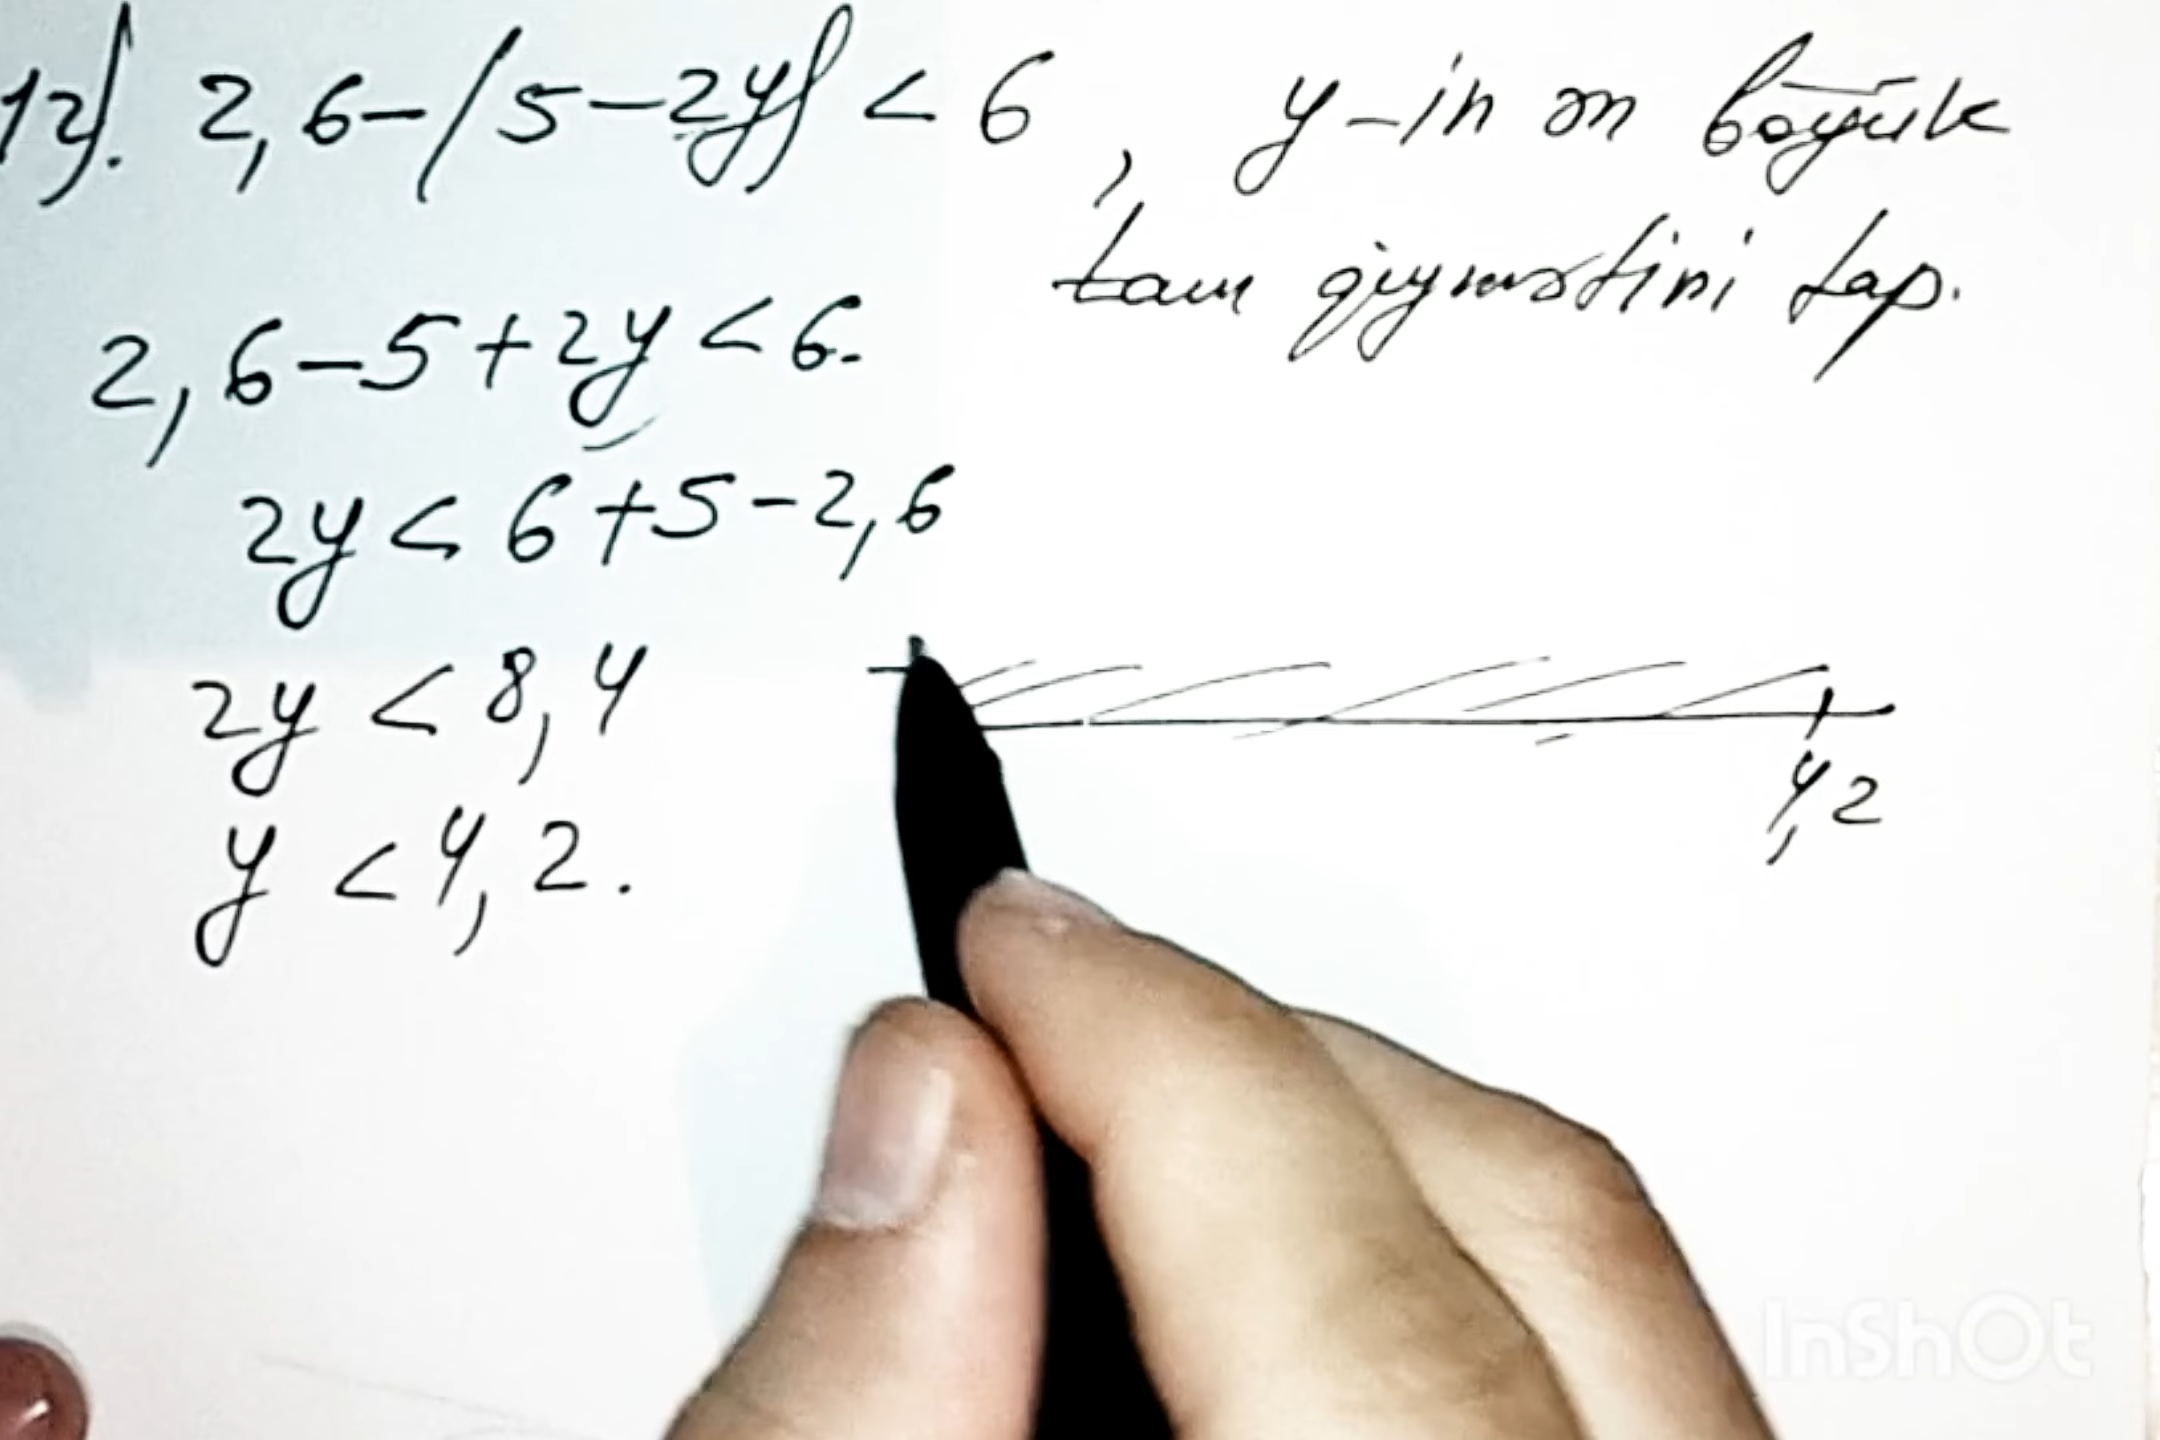 12). 2,6-(5-2y)<6, y-in ən böyük
tam qiymətini tap.
2,6-5+2y<6.
2y<6+5-2,6
2y<8,4
y<4,2.
4,2
InShOt